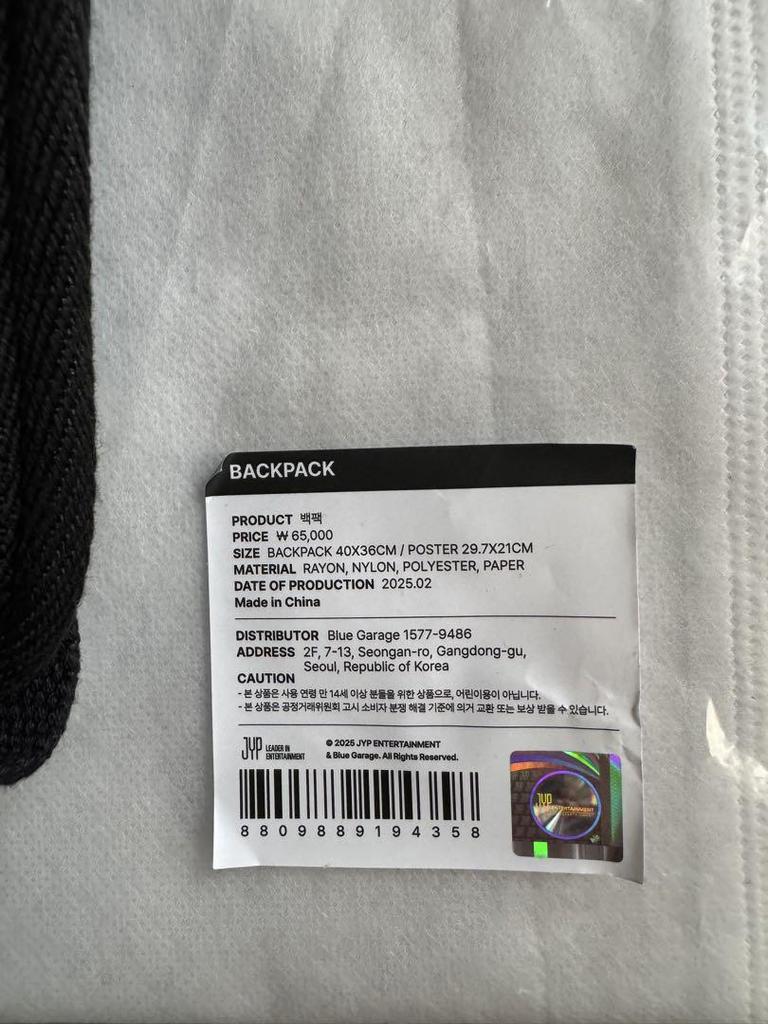 BACKPACK
PRODUCT 백팩
PRICE ₩ 65,000
SIZE BACKPACK 40X36CM / POSTER 29.7X21CM
MATERIAL RAYON, NYLON, POLYESTER, PAPER
DATE OF PRODUCTION 2025.02
Made in China
DISTRIBUTOR Blue Garage 1577-9486
ADDRESS 2F, 7-13, Seongan-ro, Gangdong-gu,
Seoul, Republic of Korea
CAUTION
- 본 상품은 사용 연령 만 14세 이상 분들을 위한 상품으로, 어린이용이 아닙니다.
- 본 상품은 공정거래위원회 고시 소비자 분쟁 해결 기준에 의거 교환 또는 보상 받을 수 있습니다.
JYP LEADER IN
ENTERTAINMENT
© 2025 JYP ENTERTAINMENT
& Blue Garage. All Rights Reserved.
8809889194358
JYP
ENTERTAINMENT